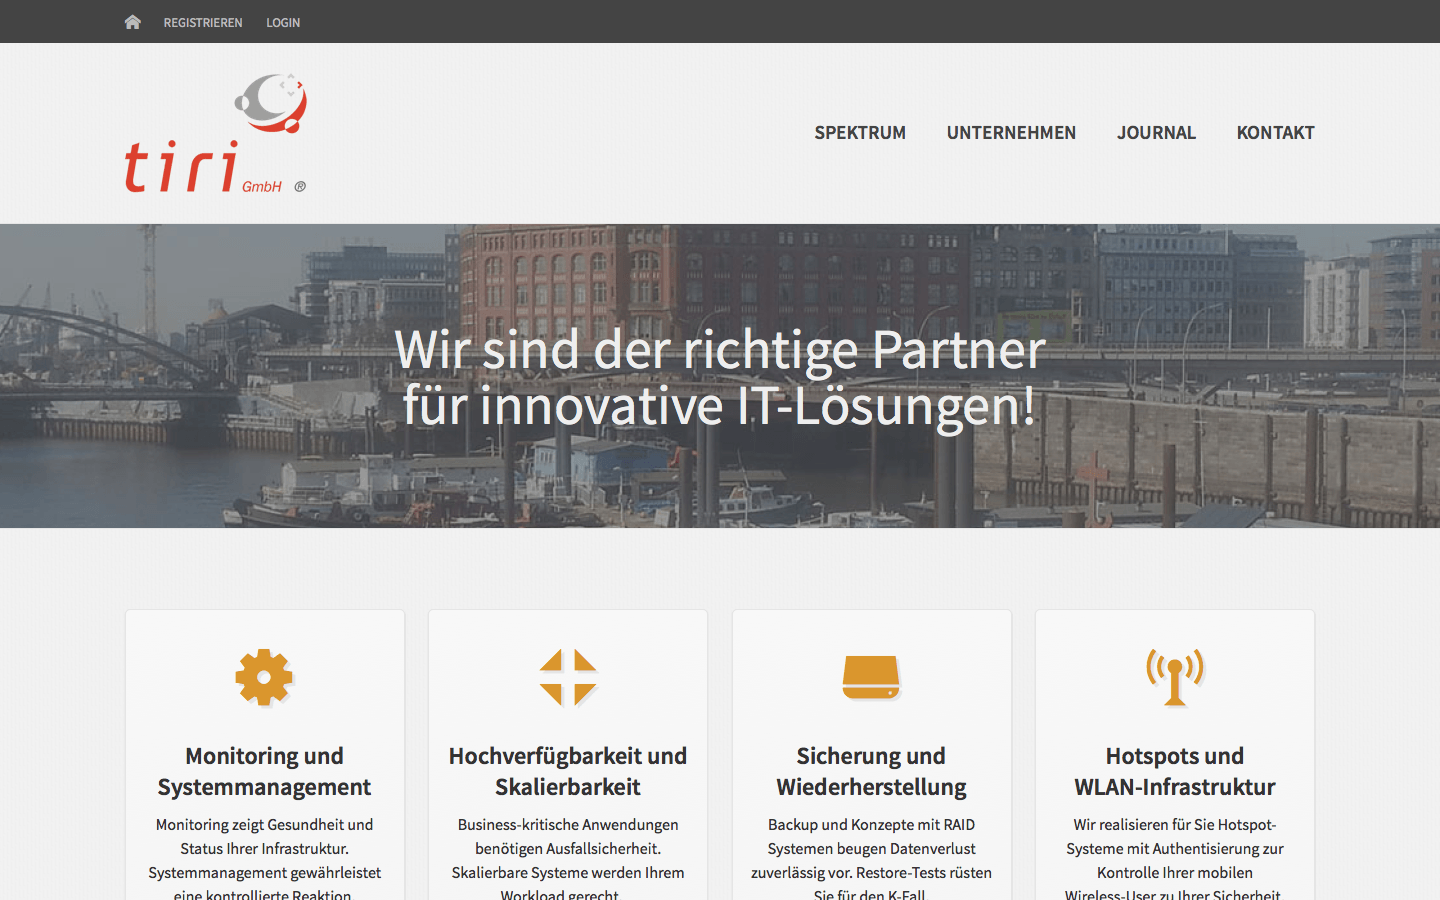 REGISTRIEREN LOGIN
tiri GmbH ®
SPEKTRUM UNTERNEHMEN JOURNAL KONTAKT
Wir sind der richtige Partner
für innovative IT-Lösungen!
Monitoring und
Systemmanagement
Monitoring zeigt Gesundheit und
Status Ihrer Infrastruktur.
Systemmanagement gewährleistet
eine kontrollierte Reaktion
Hochverfügbarkeit und
Skalierbarkeit
Business-kritische Anwendungen
benötigen Ausfallsicherheit.
Skalierbare Systeme werden Ihrem
Workload gerecht.
Sicherung und
Wiederherstellung
Backup und Konzepte mit RAID
Systemen beugen Datenverlust
zuverlässig vor. Restore-Tests rüsten
Sie für den K-Fall.
Hotspots und
WLAN-Infrastruktur
Wir realisieren für Sie Hotspot-
Systeme mit Authentisierung zur
Kontrolle Ihrer mobilen
Wireless-User zu Ihrer Sicherheit.